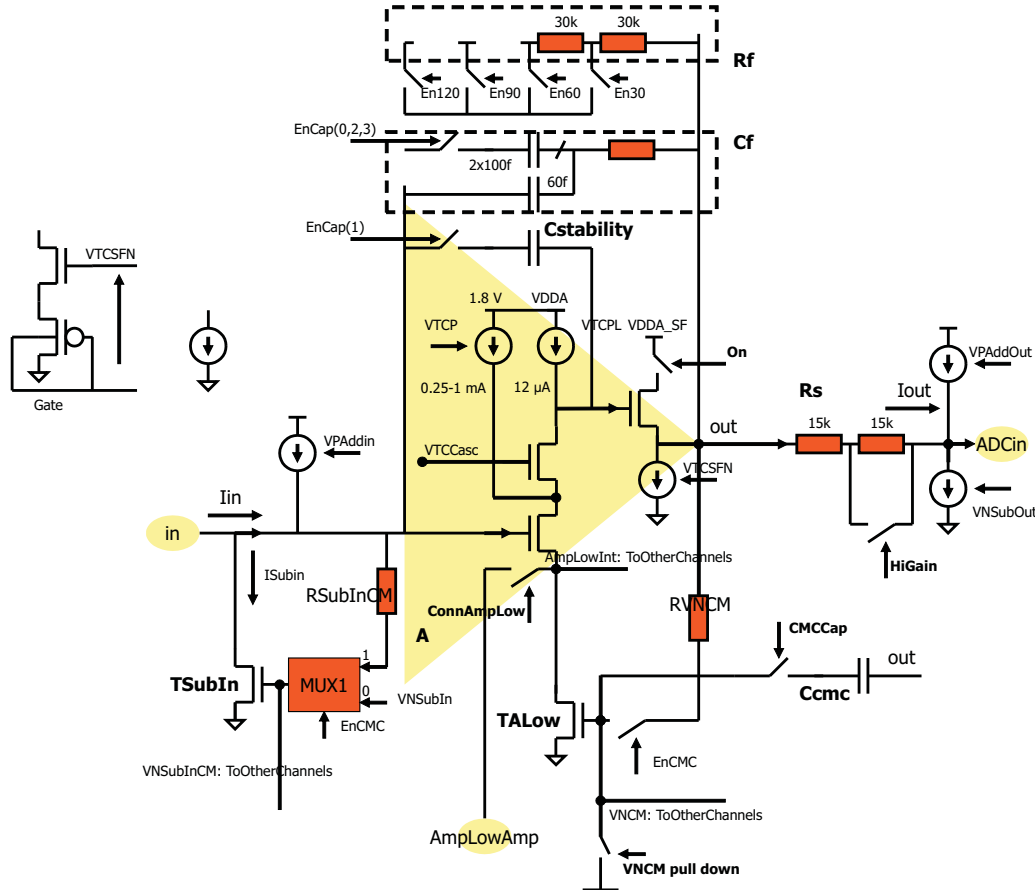 30k 30k
Rf
En120 En90 En60 En30
EnCap(0,2,3)
Cf
2x100f
60f
EnCap(1)
Cstability
VTCSFN
1.8 V VDDA
VTCP
VTCPL VDDA_SF
On
VPAddOut
0.25-1 mA 12 µA
Rs
Iout
Gate
15k 15k
out
ADCin
VPAddin
VTCCasc
VTCSFN
VNSubOut
Iin
in
HiGain
ISubin
AmpLowInt: ToOtherChannels
RSubInCM
ConnAmpLow
RVNCM
A
CMCCap
1
out
TSubIn
MUX1
0
VNSubIn
Ccmc
TALow
EnCMC
EnCMC
VNSubInCM: ToOtherChannels
VNCM: ToOtherChannels
AmpLowAmp
VNCM pull down